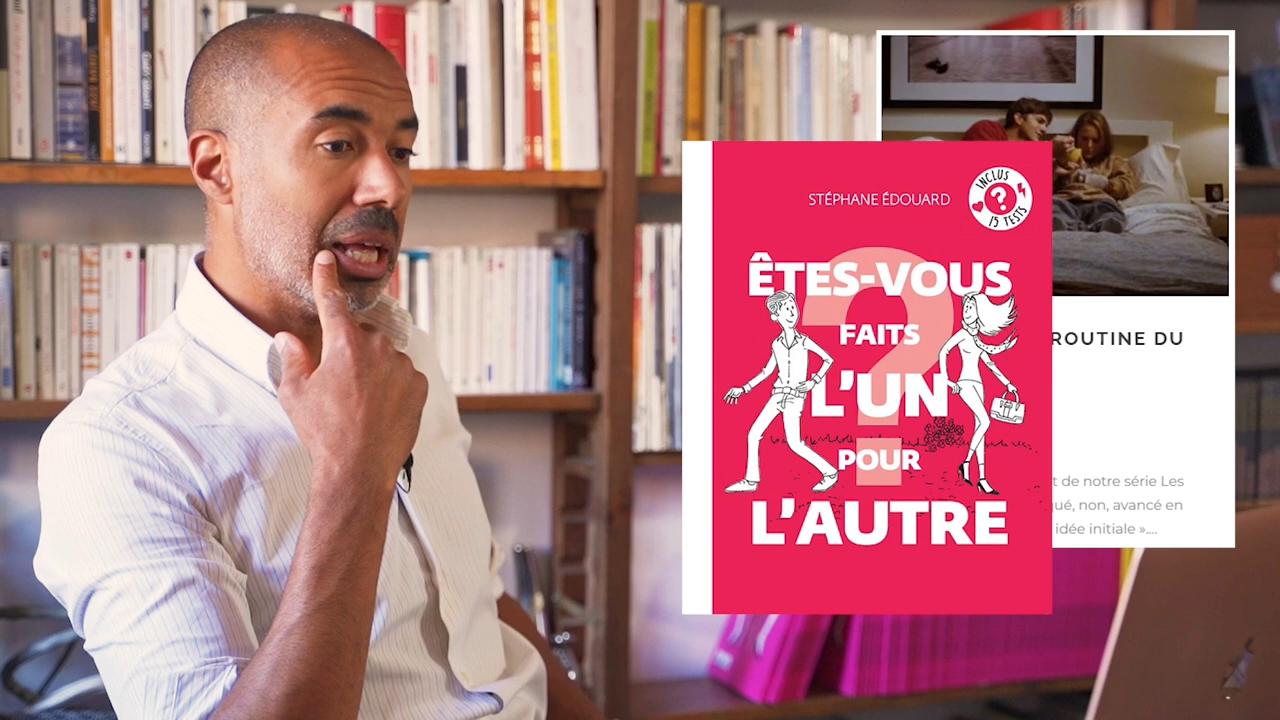 STÉPHANE ÉDOUARD
INCLUS
?
15 TESTS
ÊTES-VOUS
FAITS
L'UN
POUR
L'AUTRE
?
ROUTINE DU
t de notre série Les
ué, non, avancé en
idée initiale »....